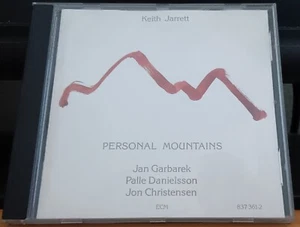 Keith Jarrett
PERSONAL MOUNTAINS
Jan Garbarek
Palle Danielsson
Jon Christensen
ECM